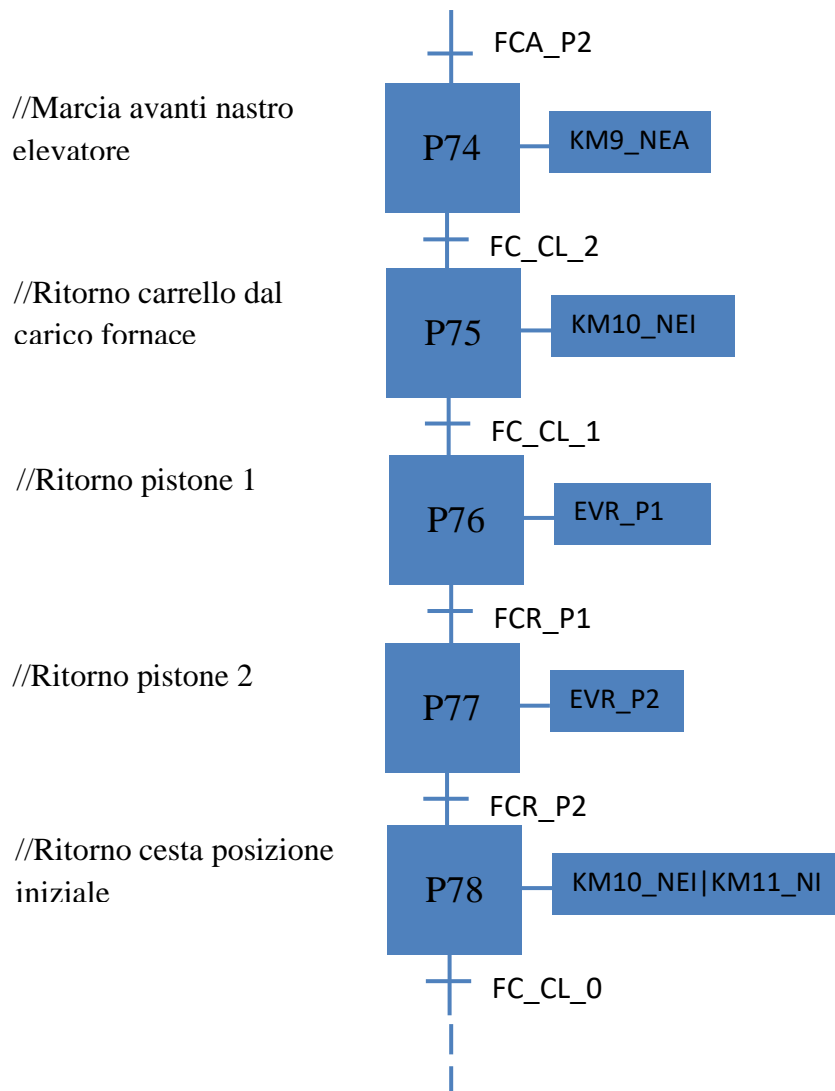 FCA_P2
//Marcia avanti nastro
elevatore
P74
KM9_NEA
FC_CL_2
//Ritorno carrello dal
carico fornace
P75
KM10_NEI
FC_CL_1
//Ritorno pistone 1
P76
EVR_P1
FCR_P1
//Ritorno pistone 2
P77
EVR_P2
FCR_P2
//Ritorno cesta posizione
iniziale
P78
KM10_NEI|KM11_NI
FC_CL_0